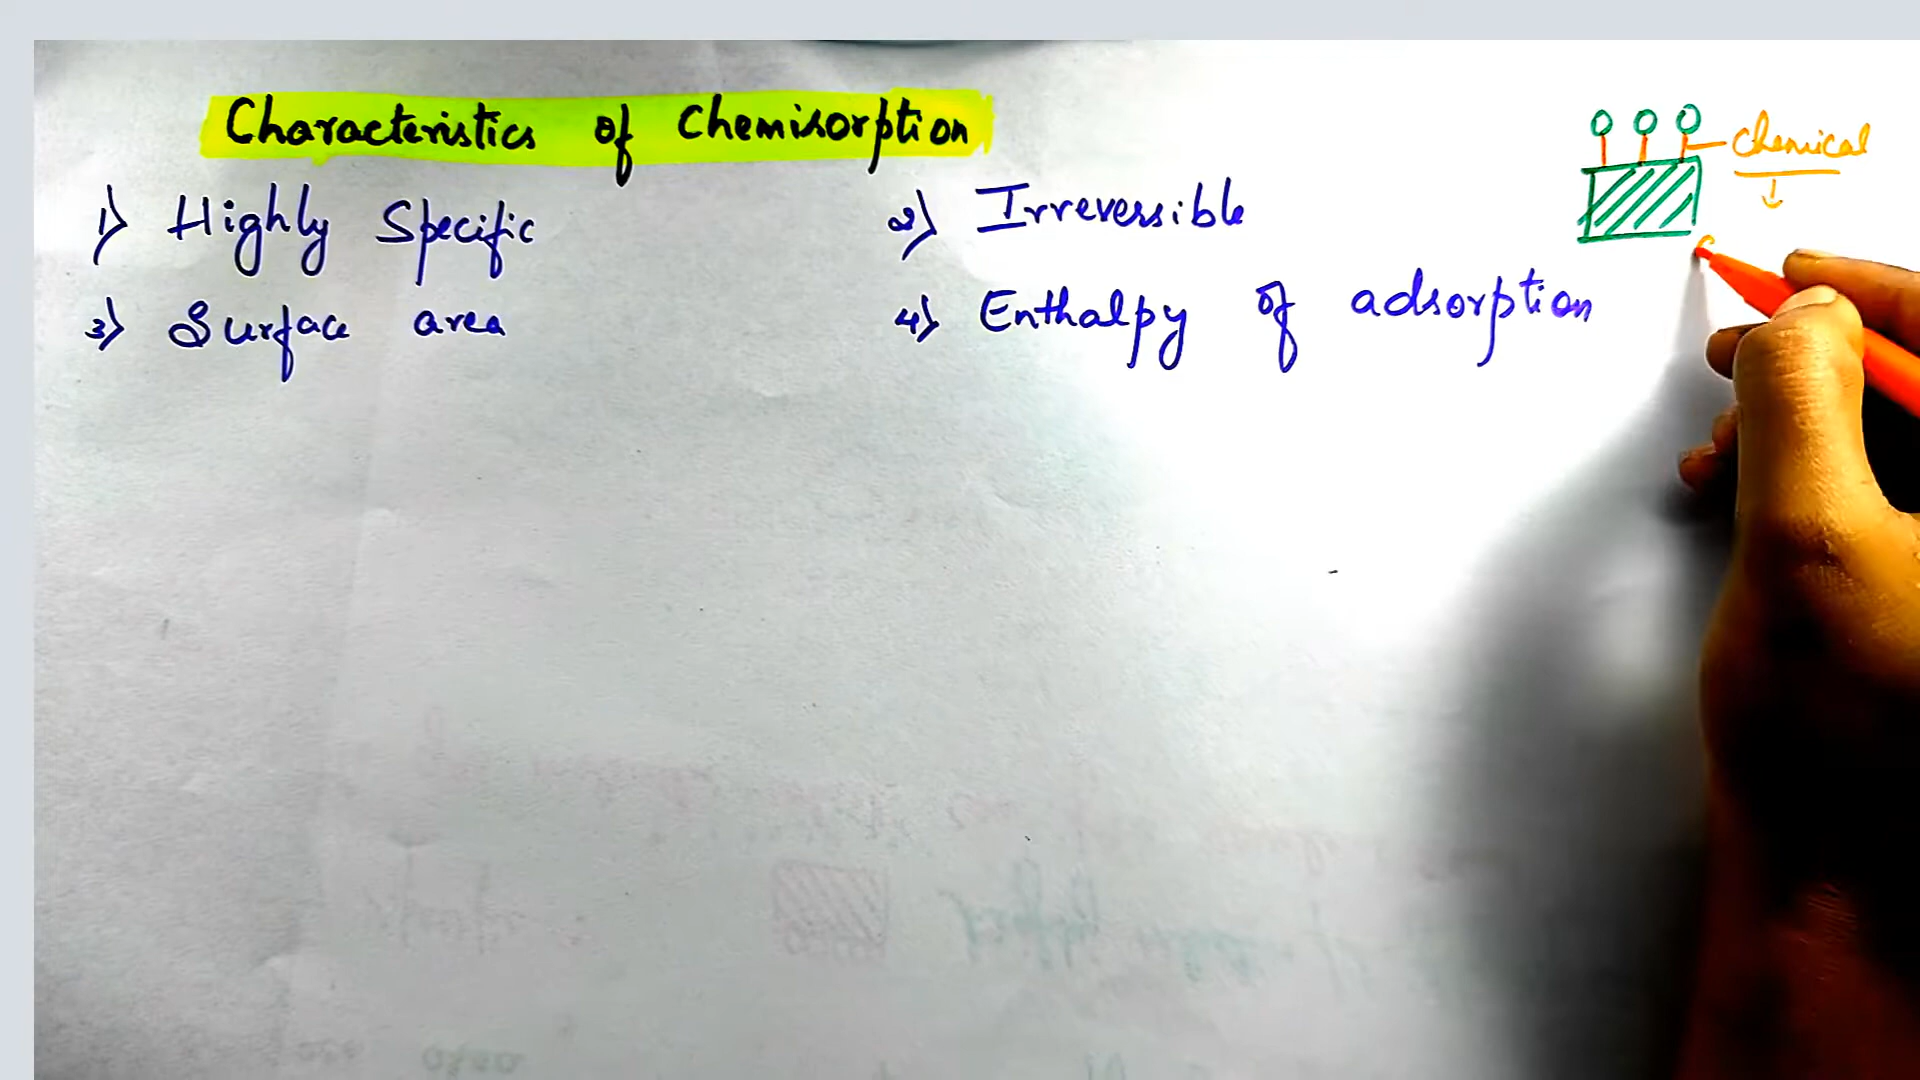 Characteristics of Chemisorption
1) Highly Specific
2) Irreversible
3) Surface area
4) Enthalpy of adsorption
chemical